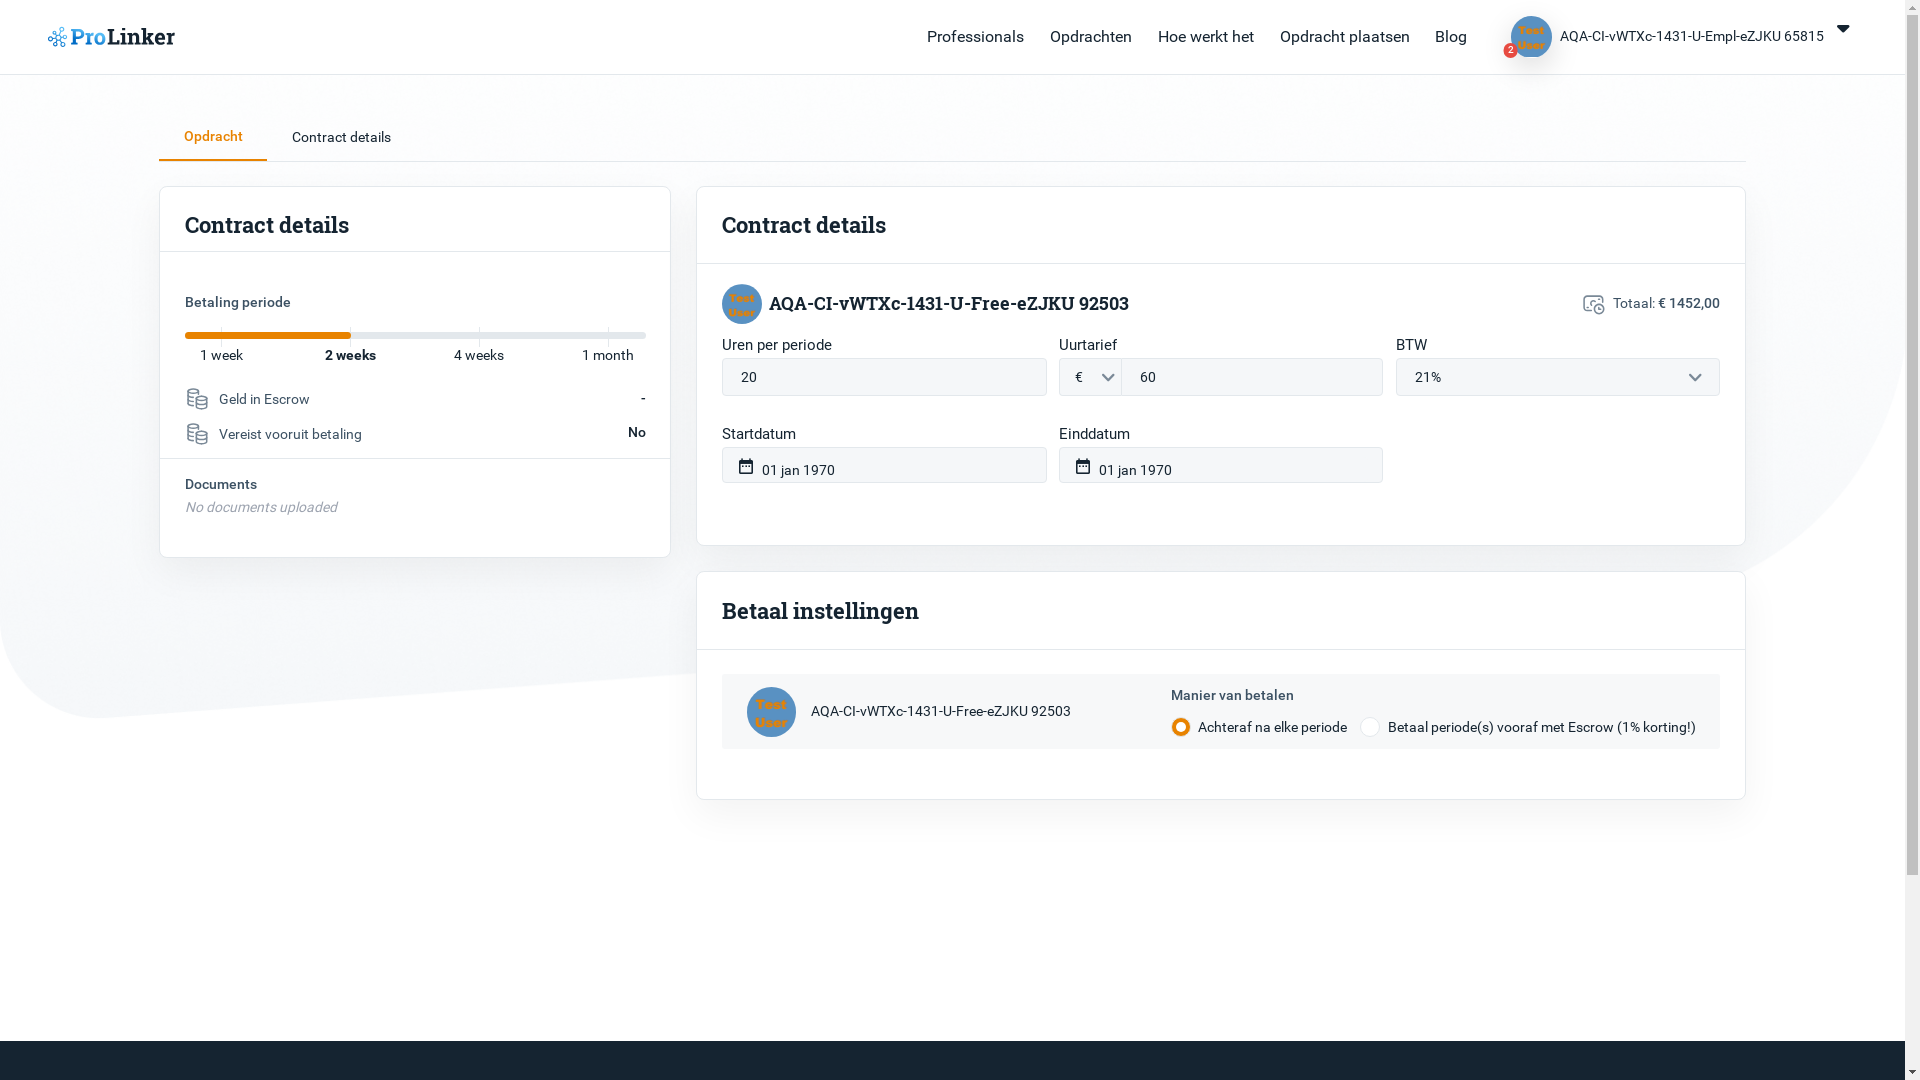 ProLinker
Professionals
Opdrachten
Hoe werkt het
Opdracht plaatsen
Blog
Test
User
2
AQA-CI-vWTXc-1431-U-Empl-eZJKU 65815
Opdracht
Contract details
Contract details
Betaling periode
1 week
2 weeks
4 weeks
1 month
Geld in Escrow
-
Vereist vooruit betaling
No
Documents
No documents uploaded
Contract details
Test
User
AQA-CI-vWTXc-1431-U-Free-eZJKU 92503
Totaal: € 1452,00
Uren per periode
Uurtarief
BTW
20
€
60
21%
Startdatum
Einddatum
01 jan 1970
01 jan 1970
Betaal instellingen
Test
User
AQA-CI-vWTXc-1431-U-Free-eZJKU 92503
Manier van betalen
Achteraf na elke periode
Betaal periode(s) vooraf met Escrow (1% korting!)